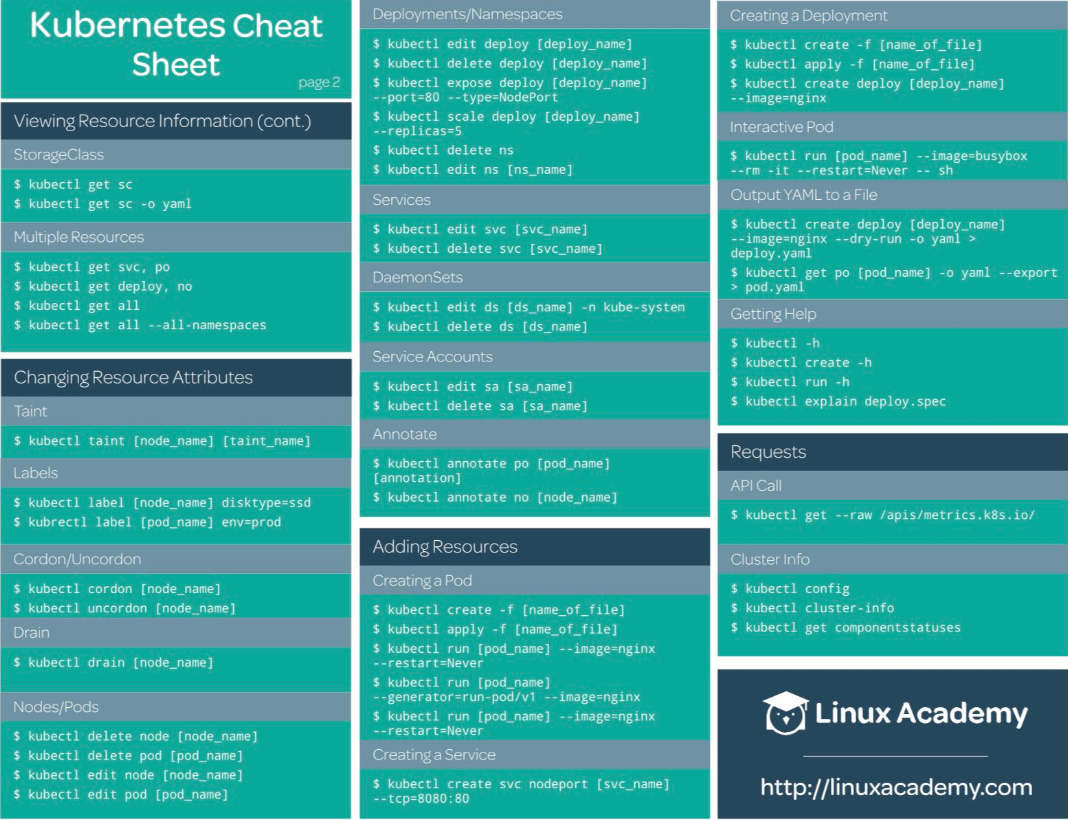 Kubernetes Cheat
Sheet
page 2
Viewing Resource Information (cont.)
StorageClass
$ kubectl get sc
$ kubectl get sc -o yaml
Multiple Resources
$ kubectl get svc, po
$ kubectl get deploy, no
$ kubectl get all
$ kubectl get all --all-namespaces
Changing Resource Attributes
Taint
$ kubectl taint [node_name] [taint_name]
Labels
$ kubectl label [node_name] disktype=ssd
$ kubrectl label [pod_name] env=prod
Cordon/Uncordon
$ kubectl cordon [node_name]
$ kubectl uncordon [node_name]
Drain
$ kubectl drain [node_name]
Nodes/Pods
$ kubectl delete node [node_name]
$ kubectl delete pod [pod_name]
$ kubectl edit node [node_name]
$ kubectl edit pod [pod_name]
Deployments/Namespaces
$ kubectl edit deploy [deploy_name]
$ kubectl delete deploy [deploy_name]
$ kubectl expose deploy [deploy_name]
--port=80 --type=NodePort
$ kubectl scale deploy [deploy_name]
--replicas=5
$ kubectl delete ns
$ kubectl edit ns [ns_name]
Services
$ kubectl edit svc [svc_name]
$ kubectl delete svc [svc_name]
DaemonSets
$ kubectl edit ds [ds_name] -n kube-system
$ kubectl delete ds [ds_name]
Service Accounts
$ kubectl edit sa [sa_name]
$ kubectl delete sa [sa_name]
Annotate
$ kubectl annotate po [pod_name]
[annotation]
$ kubectl annotate no [node_name]
Adding Resources
Creating a Pod
$ kubectl create -f [name_of_file]
$ kubectl apply -f [name_of_file]
$ kubectl run [pod_name] --image=nginx
--restart=Never
$ kubectl run [pod_name]
--generator=run-pod/v1 --image=nginx
$ kubectl run [pod_name] --image=nginx
--restart=Never
Creating a Service
$ kubectl create svc nodeport [svc_name]
--tcp=8080:80
Creating a Deployment
$ kubectl create -f [name_of_file]
$ kubectl apply -f [name_of_file]
$ kubectl create deploy [deploy_name]
--image=nginx
Interactive Pod
$ kubectl run [pod_name] --image=busybox
--rm -it --restart=Never -- sh
Output YAML to a File
$ kubectl create deploy [deploy_name]
--image=nginx --dry-run -o yaml >
deploy.yaml
$ kubectl get po [pod_name] -o yaml --export
> pod.yaml
Getting Help
$ kubectl -h
$ kubectl create -h
$ kubectl run -h
$ kubectl explain deploy.spec
Requests
API Call
$ kubectl get --raw /apis/metrics.k8s.io/
Cluster Info
$ kubectl config
$ kubectl cluster-info
$ kubectl get componentstatuses
Linux Academy
http://linuxacademy.com